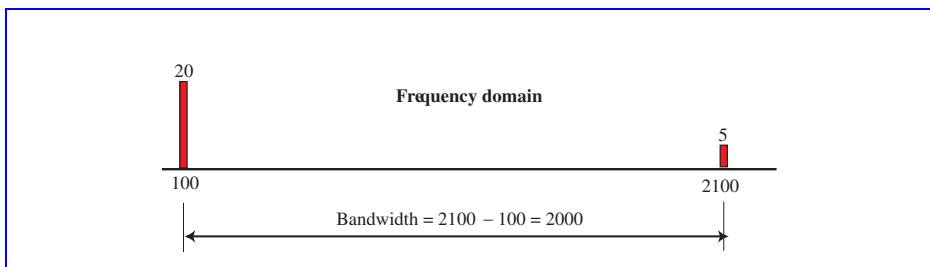 20
Frequency domain
5
100
2100
Bandwidth = 2100 – 100 = 2000